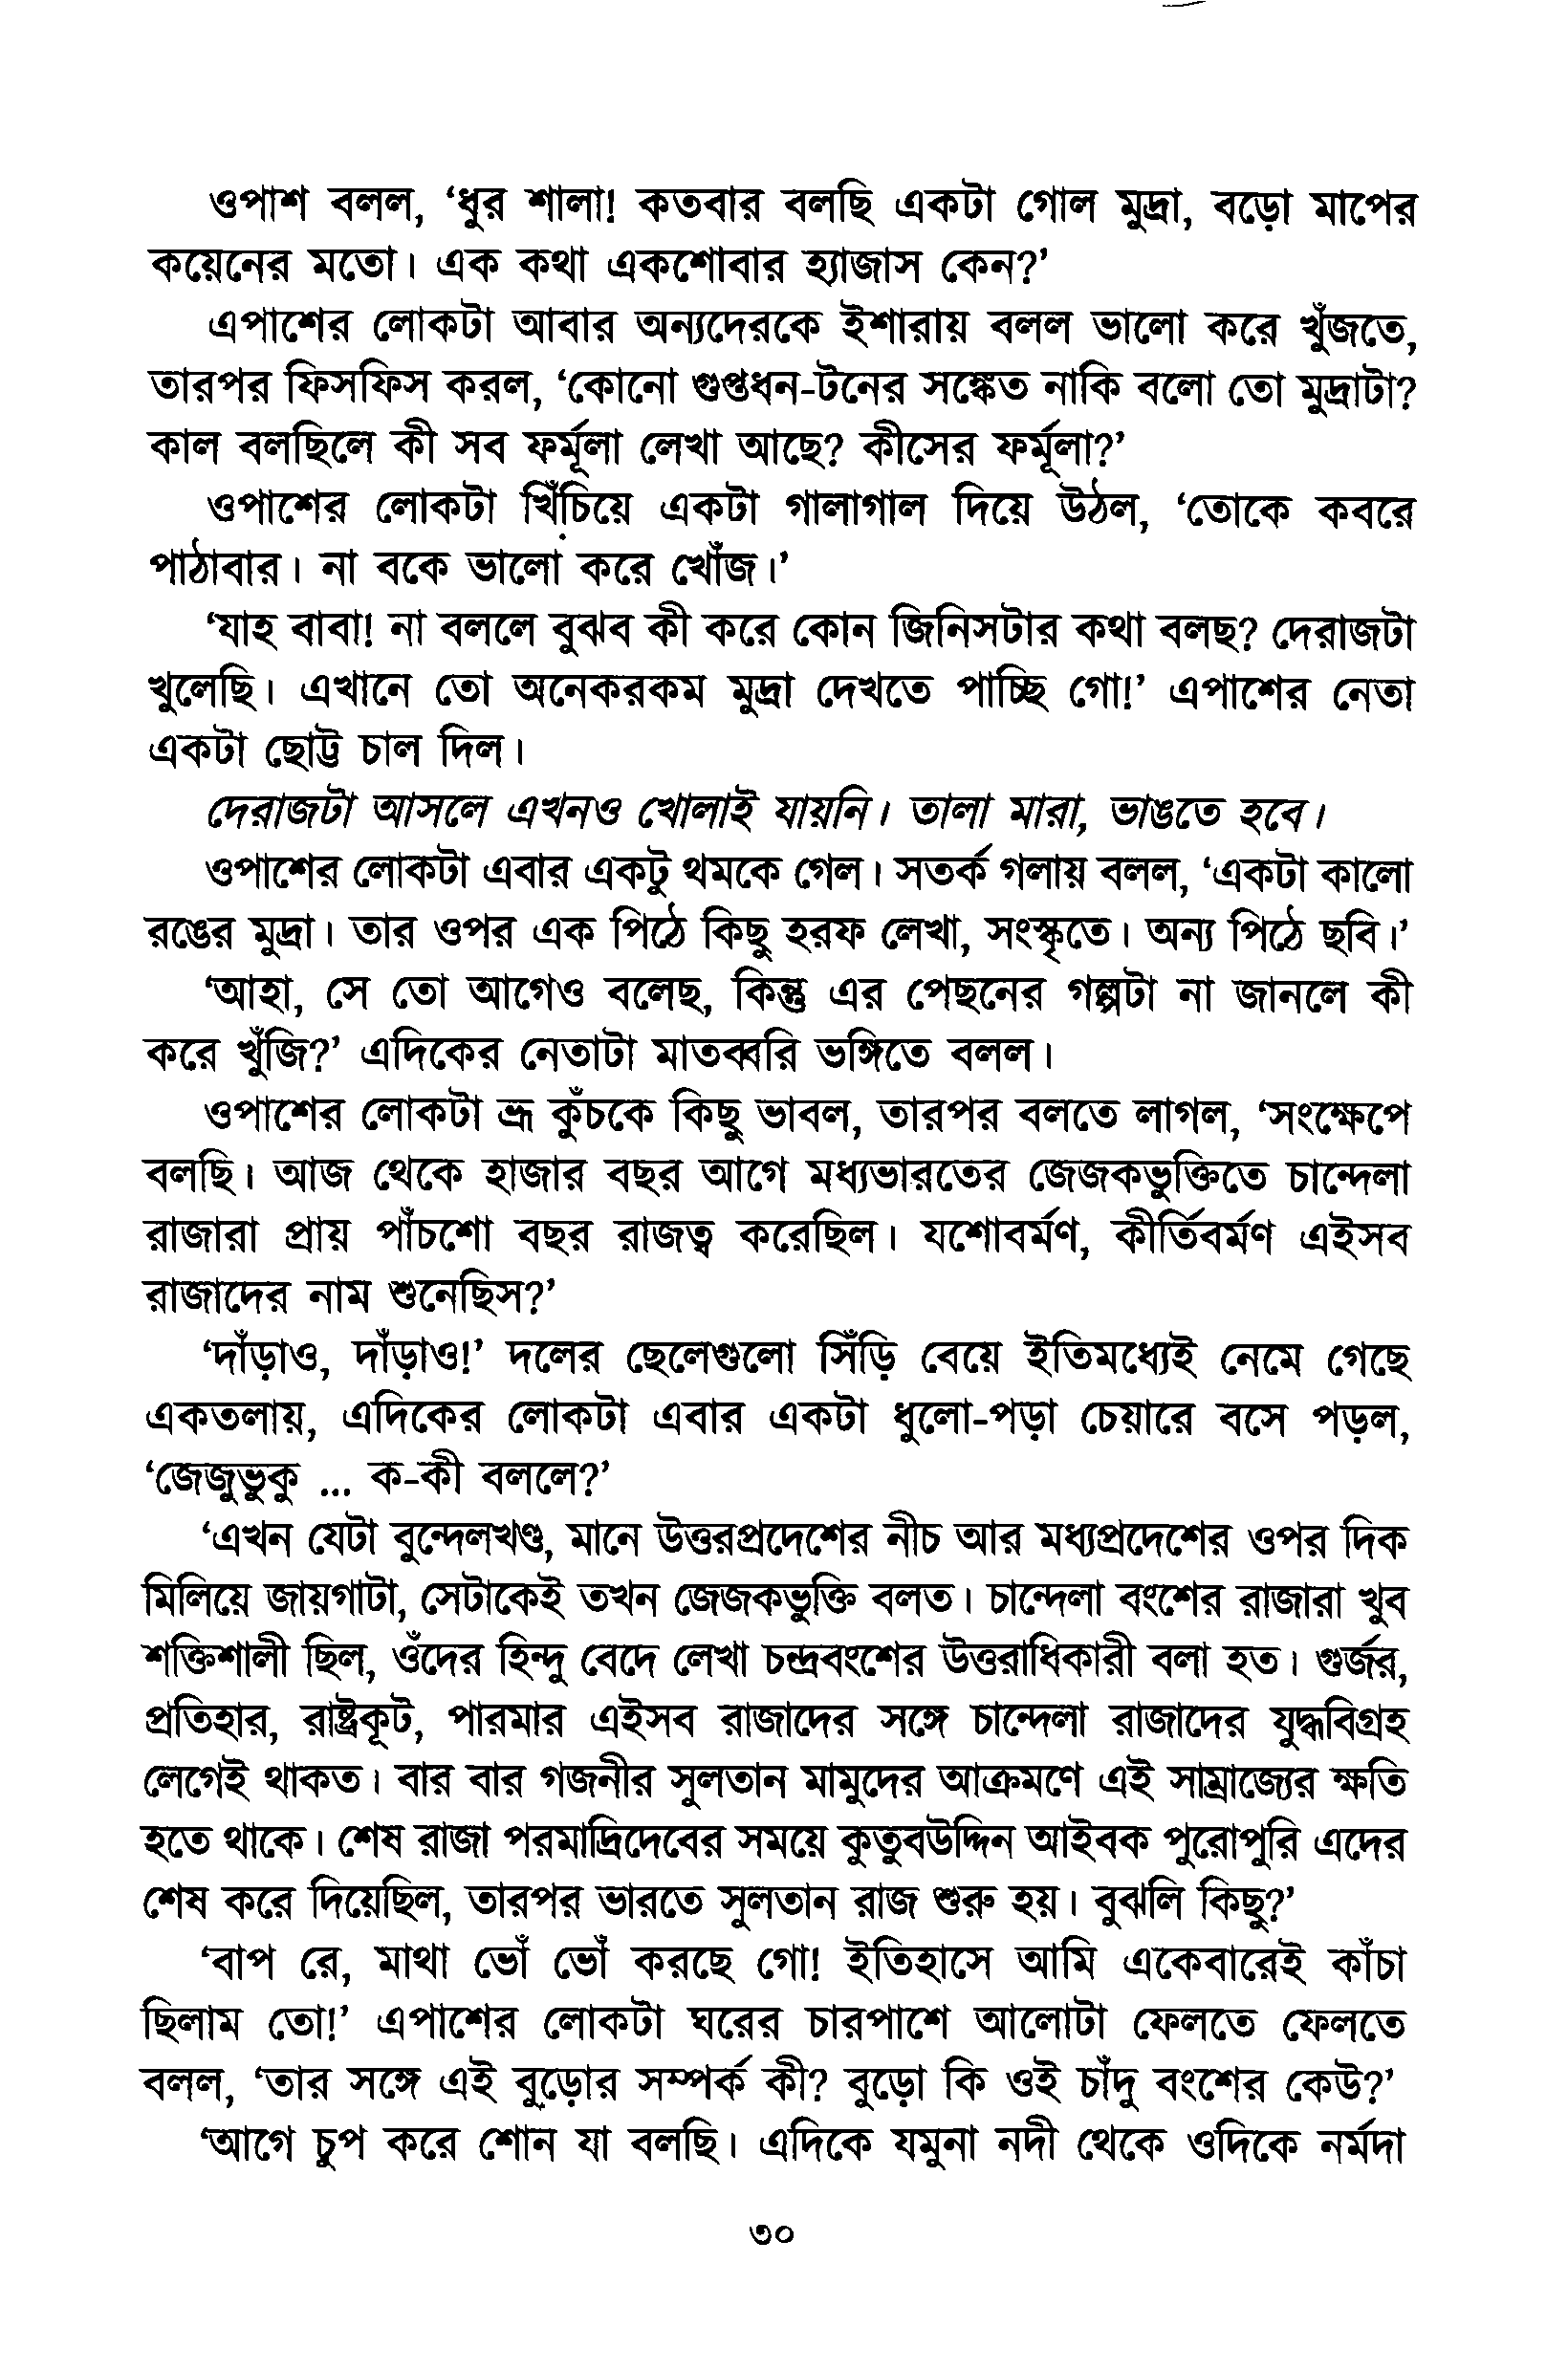 ওপাশ বলল, ‘ধুর শালা! কতবার বলছি একটা গোল মুদ্রা, বড়ো মাপের
কয়েনের মতো। এক কথা একশোবার হ্যাজাস কেন?’
এপাশের লোকটা আবার অন্যদেরকে ইশারায় বলল ভালো করে খুঁজতে,
তারপর ফিসফিস করল, ‘কোনো গুপ্তধন-টনের সঙ্কেত নাকি বলো তো মুদ্রাটা?
কাল বলছিলে কী সব ফর্মূলা লেখা আছে? কীসের ফর্মূলা?’
ওপাশের লোকটা খিঁচিয়ে একটা গালাগাল দিয়ে উঠল, ‘তোকে কবরে
পাঠাবার। না বকে ভালো করে খোঁজ।’
‘যাহ বাবা! না বললে বুঝব কী করে কোন জিনিসটার কথা বলছ? দেরাজটা
খুলেছি। এখানে তো অনেকরকম মুদ্রা দেখতে পাচ্ছি গো!’ এপাশের নেতা
একটা ছোট্ট চাল দিল।
দেরাজটা আসলে এখনও খোলাই যায়নি। তালা মারা, ভাঙতে হবে।
ওপাশের লোকটা এবার একটু থমকে গেল। সতর্ক গলায় বলল, ‘একটা কালো
রঙের মুদ্রা। তার ওপর এক পিঠে কিছু হরফ লেখা, সংস্কৃতে। অন্য পিঠে ছবি।’
‘আহা, সে তো আগেও বলেছ, কিন্তু এর পেছনের গল্পটা না জানলে কী
করে খুঁজি?’ এদিকের নেতাটা মাতব্বরি ভঙ্গিতে বলল।
ওপাশের লোকটা ভ্রূ কুঁচকে কিছু ভাবল, তারপর বলতে লাগল, ‘সংক্ষেপে
বলছি। আজ থেকে হাজার বছর আগে মধ্যভারতের জেজকভুক্তিতে চান্দেলা
রাজারা প্রায় পাঁচশো বছর রাজত্ব করেছিল। যশোবর্মণ, কীর্তিবর্মণ এইসব
রাজাদের নাম শুনেছিস?’
‘দাঁড়াও, দাঁড়াও!’ দলের ছেলেগুলো সিঁড়ি বেয়ে ইতিমধ্যেই নেমে গেছে
একতলায়, এদিকের লোকটা এবার একটা ধুলো-পড়া চেয়ারে বসে পড়ল,
‘জেজুভুকু ... ক-কী বললে?’
‘এখন যেটা বুন্দেলখণ্ড, মানে উত্তরপ্রদেশের নীচ আর মধ্যপ্রদেশের ওপর দিক
মিলিয়ে জায়গাটা, সেটাকেই তখন জেজকভুক্তি বলত। চান্দেলা বংশের রাজারা খুব
শক্তিশালী ছিল, ওঁদের হিন্দু বেদে লেখা চন্দ্রবংশের উত্তরাধিকারী বলা হত। গুর্জর,
প্রতিহার, রাষ্ট্রকূট, পারমার এইসব রাজাদের সঙ্গে চান্দেলা রাজাদের যুদ্ধবিগ্রহ
লেগেই থাকত। বার বার গজনীর সুলতান মামুদের আক্রমণে এই সাম্রাজ্যের ক্ষতি
হতে থাকে। শেষ রাজা পরমাদ্রিদেবের সময়ে কুতুবউদ্দিন আইবক পুরোপুরি এদের
শেষ করে দিয়েছিল, তারপর ভারতে সুলতান রাজ শুরু হয়। বুঝলি কিছু?’
‘বাপ রে, মাথা ভোঁ ভোঁ করছে গো! ইতিহাসে আমি একেবারেই কাঁচা
ছিলাম তো!’ এপাশের লোকটা ঘরের চারপাশে আলোটা ফেলতে ফেলতে
বলল, ‘তার সঙ্গে এই বুড়োর সম্পর্ক কী? বুড়ো কি ওই চাঁদু বংশের কেউ?’
‘আগে চুপ করে শোন যা বলছি। এদিকে যমুনা নদী থেকে ওদিকে নর্মদা
৩০